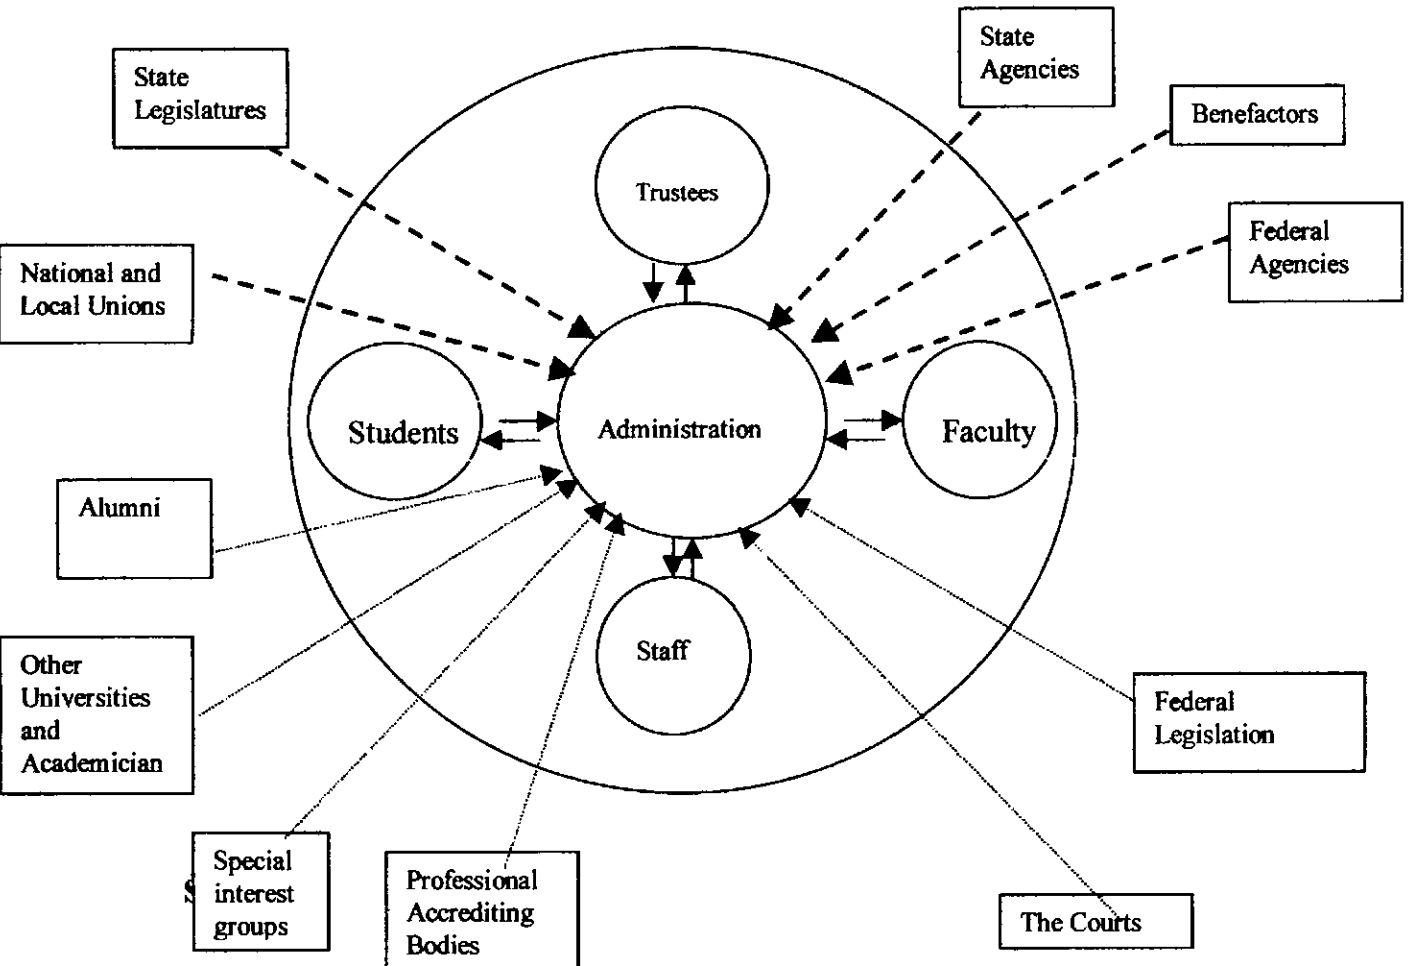 State
Agencies
State
Legislatures
Benefactors
Trustees
Federal
Agencies
National and
Local Unions
Students
Administration
Faculty
Alumni
Staff
Other
Universities
and
Academician
Federal
Legislation
Special
interest
groups
Professional
Accrediting
Bodies
The Courts